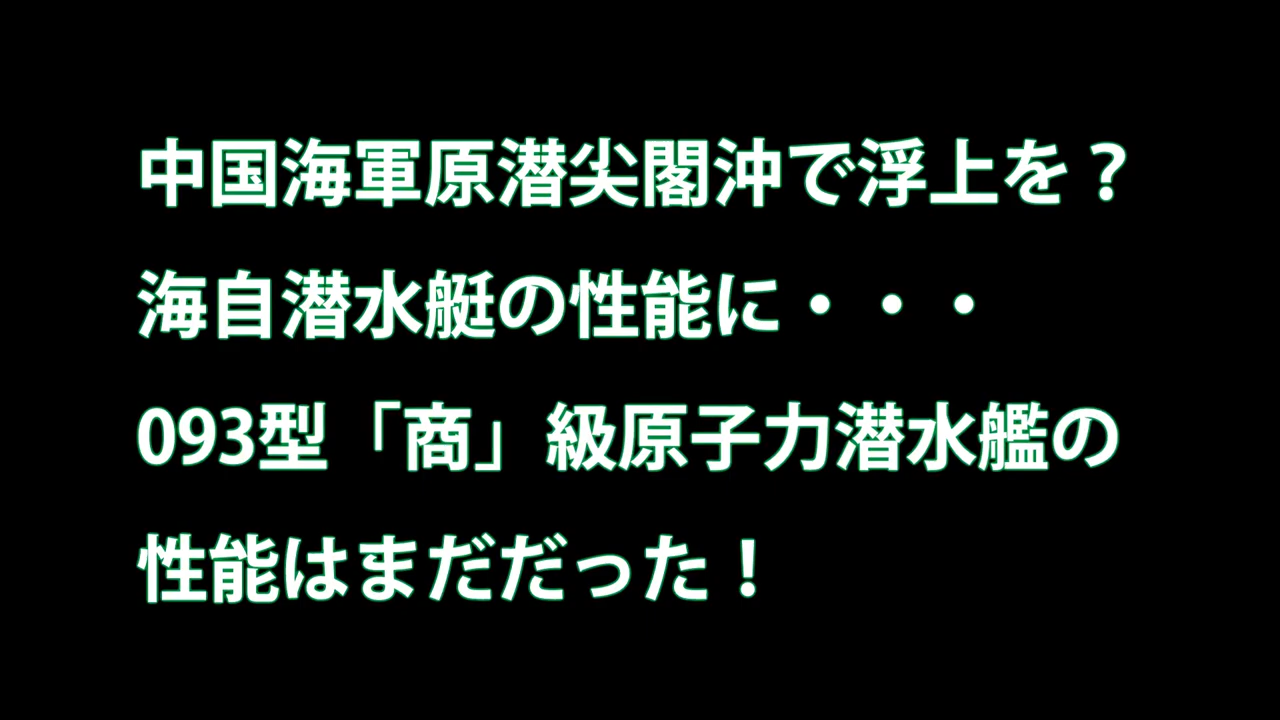 中国海軍原潜尖閣沖で浮上を？
海自潜水艇の性能に・・・
093型「商」級原子力潜水艦の
性能はまだだった！